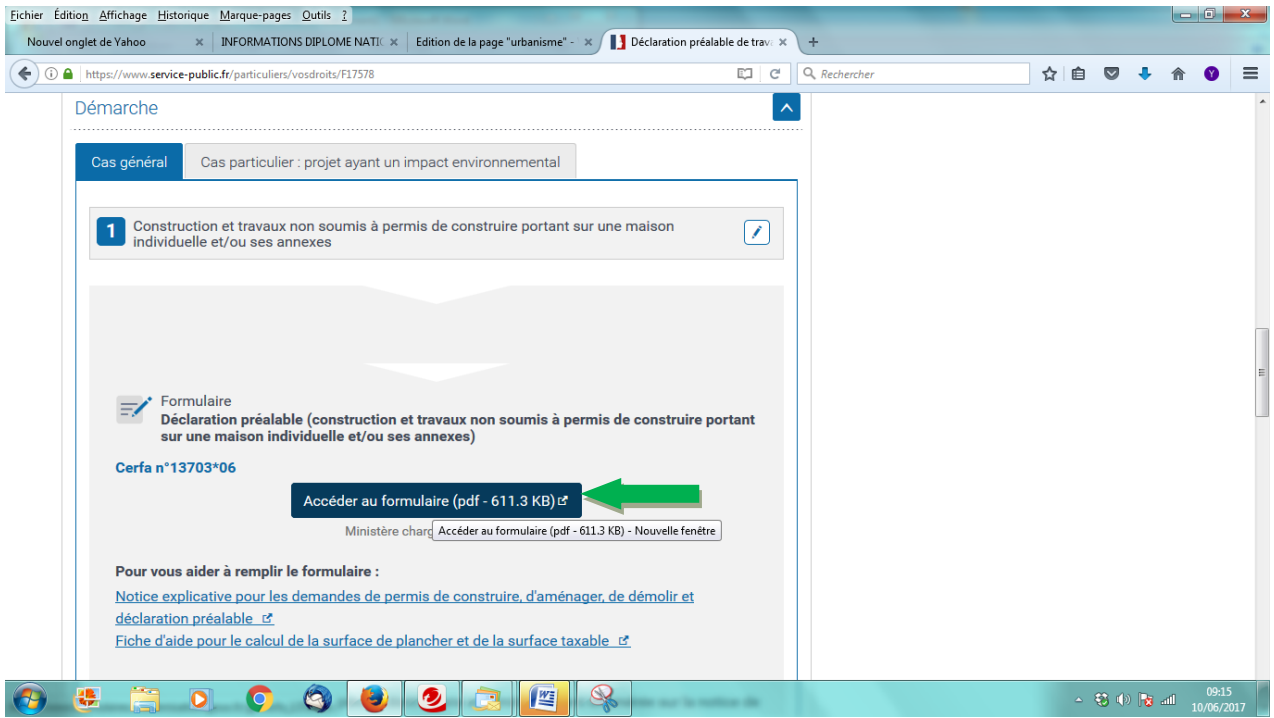 Fichier Édition Affichage Historique Marque-pages Outils ?
Nouvel onglet de Yahoo × INFORMATIONS DIPLOME NATIO × Edition de la page "urbanisme" - × Déclaration préalable de trava × +
https://www.service-public.fr/particuliers/vosdroits/F17578 Rechercher Y
Démarche
Cas général Cas particulier : projet ayant un impact environnemental
1 Construction et travaux non soumis à permis de construire portant sur une maison
individuelle et/ou ses annexes
Formulaire
Déclaration préalable (construction et travaux non soumis à permis de construire portant
sur une maison individuelle et/ou ses annexes)
Cerfa n°13703*06
Accéder au formulaire (pdf - 611.3 KB)
Ministère charg
Accéder au formulaire (pdf - 611.3 KB) - Nouvelle fenêtre
Pour vous aider à remplir le formulaire :
Notice explicative pour les demandes de permis de construire, d'aménager, de démolir et
déclaration préalable
Fiche d'aide pour le calcul de la surface de plancher et de la surface taxable
09:15
10/06/2017